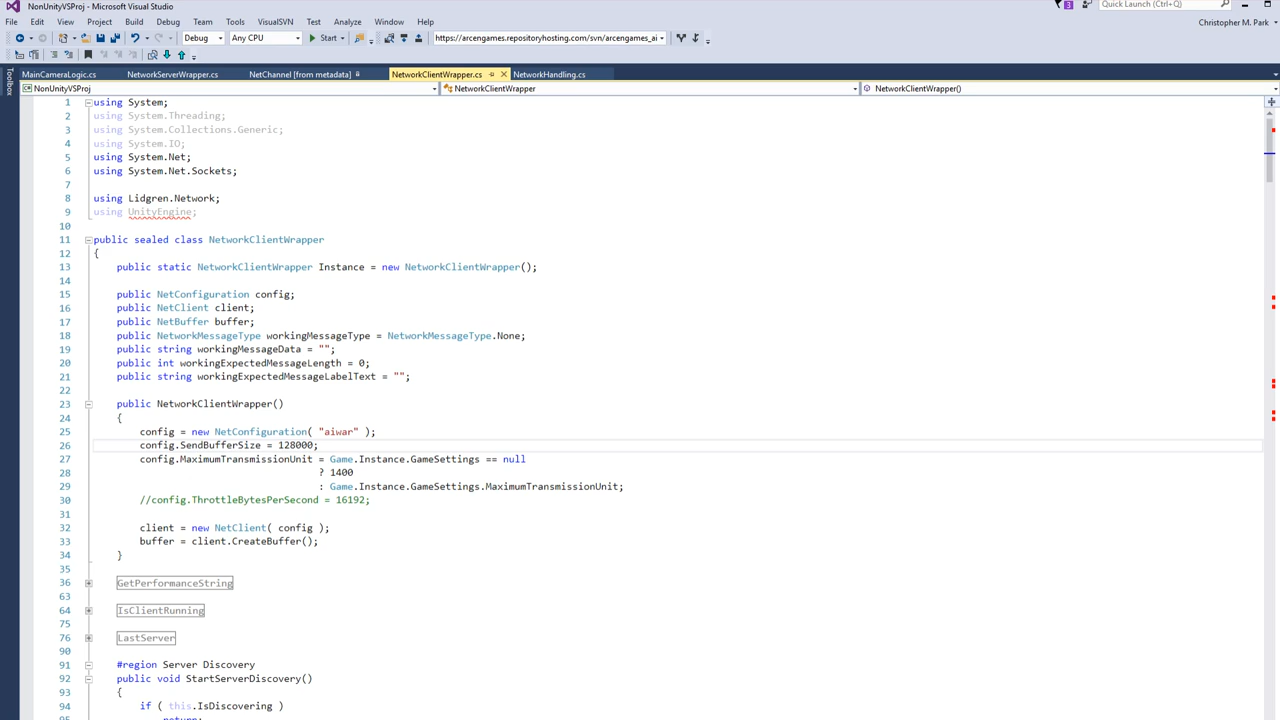 NonUnityVSProj - Microsoft Visual Studio
3
Quick Launch (Ctrl+Q)
File Edit View Project Build Debug Team Tools VisualSVN Test Analyze Window Help
Christopher M. Park
Debug Any CPU Start https://arcengames.repositoryhosting.com/svn/arcengames_ai
Toolbox
MainCameraLogic.cs NetworkServerWrapper.cs NetChannel [from metadata] NetworkClientWrapper.cs NetworkHandling.cs
NonUnityVSProj NetworkClientWrapper NetworkClientWrapper()
1 using System;
2 using System.Threading;
3 using System.Collections.Generic;
4 using System.IO;
5 using System.Net;
6 using System.Net.Sockets;
7
8 using Lidgren.Network;
9 using UnityEngine;
10
11 public sealed class NetworkClientWrapper
12 {
13 public static NetworkClientWrapper Instance = new NetworkClientWrapper();
14
15 public NetConfiguration config;
16 public NetClient client;
17 public NetBuffer buffer;
18 public NetworkMessageType workingMessageType = NetworkMessageType.None;
19 public string workingMessageData = "";
20 public int workingExpectedMessageLength = 0;
21 public string workingExpectedMessageLabelText = "";
22
23 public NetworkClientWrapper()
24 {
25 config = new NetConfiguration( "aiwar" );
26 config.SendBufferSize = 128000;
27 config.MaximumTransmissionUnit = Game.Instance.GameSettings == null
28 ? 1400
29 : Game.Instance.GameSettings.MaximumTransmissionUnit;
30 //config.ThrottleBytesPerSecond = 16192;
31
32 client = new NetClient( config );
33 buffer = client.CreateBuffer();
34 }
35
36 GetPerformanceString
63
64 IsClientRunning
75
76 LastServer
90
91 #region Server Discovery
92 public void StartServerDiscovery()
93 {
94 if ( this.IsDiscovering )
95 return;